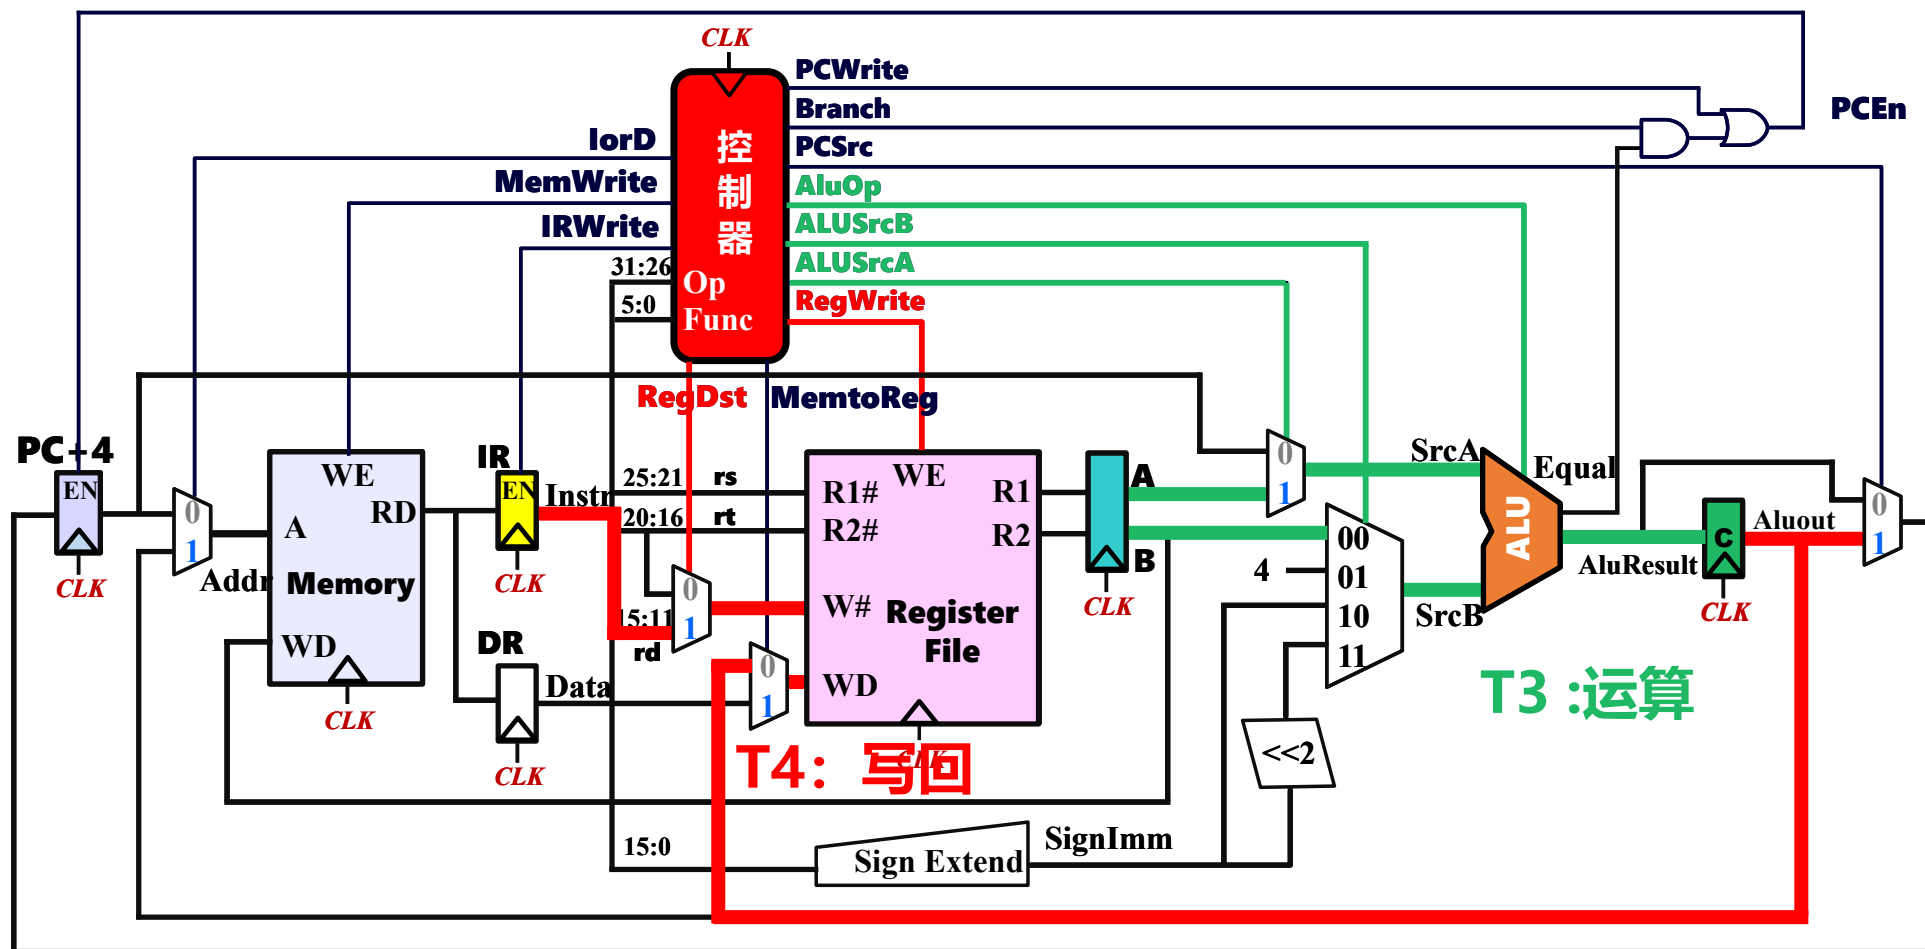 CLK
PCWrite
Branch
PCEn
IorD
PCSrc
MemWrite
AluOp
IRWrite
ALUSrcB
ALUSrcA
RegWrite
控
制
器
31:26
Op
5:0
Func
RegDst
MemtoReg
PC+4
EN
CLK
0
1
Addr
WE
RD
A
Memory
WD
CLK
IR
EN
Instr
CLK
DR
Data
CLK
25:21 rs
20:16 rt
15:11
rd
0
1
0
1
WE
R1#
R1
R2#
R2
W#
Register
File
WD
CLK
A
B
CLK
0
1
00
4
01
10
11
SrcA
SrcB
ALU
Equal
AluResult
C
CLK
Aluout
0
1
T3 :运算
T4：写回
<<2
15:0
Sign Extend
SignImm